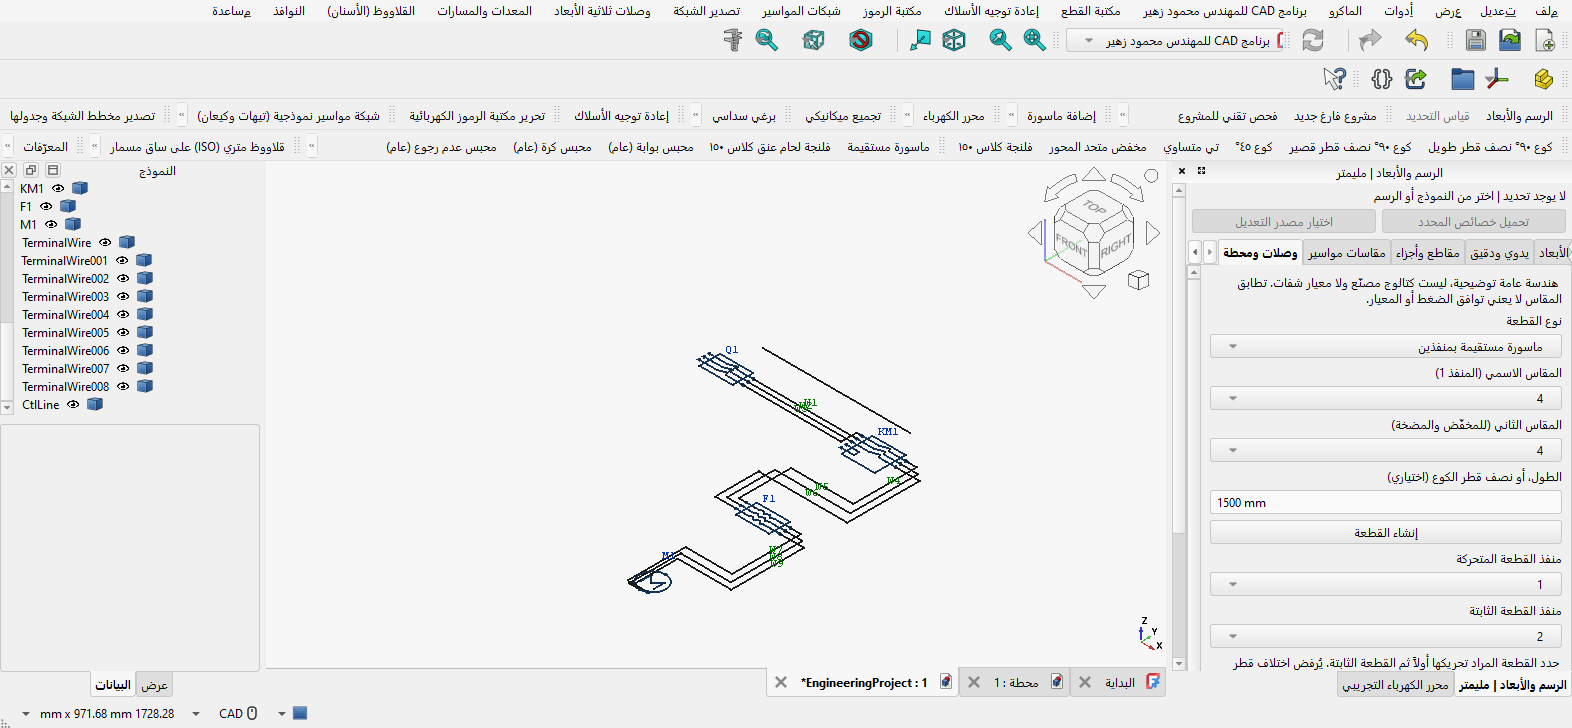 ملف تعديل عرض أدوات الماكرو برنامج CAD للمهندس محمود زهير مكتبة القطع إعادة توجيه الأسلاك مكتبة الرموز شبكات المواسير تصدير الشبكة وصلات ثلاثية الأبعاد المعدات والمسارات القلاووظ (الأسنان) النوافذ مساعدة
برنامج CAD للمهندس محمود زهير
الرسم والأبعاد قياس التحديد مشروع فارغ جديد فحص تقني للمشروع إضافة ماسورة محرر الكهرباء تجميع ميكانيكي برغي سداسي إعادة توجيه الأسلاك تحرير مكتبة الرموز الكهربائية شبكة مواسير نموذجية (تيهات وكيعان) تصدير مخطط الشبكة وجدولها
كوع ٩٠° نصف قطر طويل كوع ٩٠° نصف قطر قصير كوع ٤٥° تي متساوي مخفض متحد المحور فلنجة كلاس ١٥٠ ماسورة مستقيمة فلنجة لحام عنق كلاس ١٥٠ محبس بوابة (عام) محبس كرة (عام) محبس عدم رجوع (عام) قلاووظ متري (ISO) على ساق مسمار المعرّفات
النموذج
KM1
F1
M1
TerminalWire
TerminalWire001
TerminalWire002
TerminalWire003
TerminalWire004
TerminalWire005
TerminalWire006
TerminalWire007
TerminalWire008
CtlLine
البيانات عرض
TOP
FRONT
RIGHT
Q1
KM1
W4
W5
F1
M1
W7
W8
W9
Z
Y
X
الرسم والأبعاد | مليمتر
لا يوجد تحديد | اختر من النموذج أو الرسم
تحميل خصائص المحدد اختيار مصدر التعديل
الأبعاد يدوي ودقيق مقاطع وأجزاء مقاسات مواسير وصلات ومحطة
هندسة عامة توضيحية، ليست كتالوج مصنّع ولا معيار شفات. تطابق
المقاس لا يعني توافق الضغط أو المعيار.
نوع القطعة
ماسورة مستقيمة بمنفذين
المقاس الاسمي (المنفذ 1)
4
المقاس الثاني (للمخفّض والمضخة)
4
الطول، أو نصف قطر الكوع (اختياري)
1500 mm
إنشاء القطعة
منفذ القطعة المتحركة
1
منفذ القطعة الثابتة
2
حدد القطعة المراد تحريكها أولاً ثم القطعة الثابتة. يُرفض اختلاف قطر
الرسم والأبعاد | مليمتر محرر الكهرباء التجريبي
البداية
محطة : 1
EngineeringProject : 1*
1728.28 mm x 971.68 mm CAD